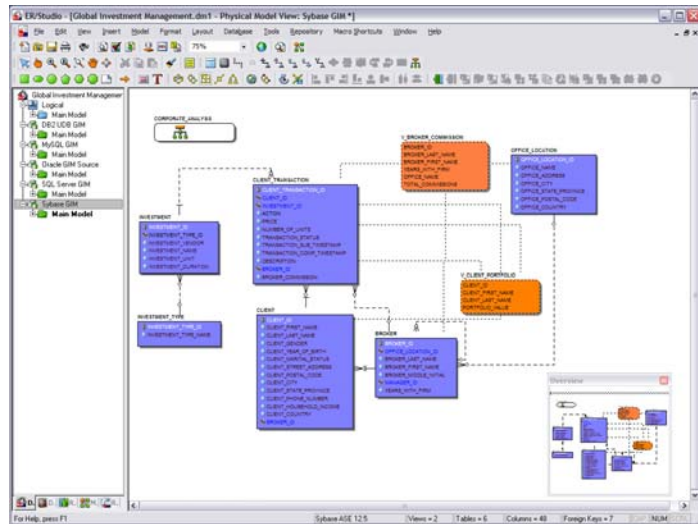 ER/Studio - [Global Investment Management.dm1 - Physical Model View: Sybase GIM *]
File Edit View Insert Model Format Layout Database Tools Repository Macro Shortcuts Window Help
75%
Global Investment Managemer
Logical
Main Model
DB2 UDB GIM
Main Model
MySQL GIM
Main Model
Oracle GIM Source
Main Model
SQL Server GIM
Main Model
Sybase GIM
Main Model
CORPORATE_ANALYSIS
V_BROKER_COMMISSION
BROKER_ID
BROKER_LAST_NAME
BROKER_FIRST_NAME
YEARS_WITH_FIRM
OFFICE_NAME
TOTAL_COMMISSIONS
OFFICE_LOCATION
OFFICE_LOCATION_ID
OFFICE_NAME
OFFICE_ADDRESS
OFFICE_CITY
OFFICE_STATE_PROVINCE
OFFICE_POSTAL_CODE
OFFICE_COUNTRY
CLIENT_TRANSACTION
CLIENT_TRANSACTION_ID
CLIENT_ID
INVESTMENT_ID
ACTION
PRICE
NUMBER_OF_UNITS
TRANSACTION_STATUS
TRANSACTION_SUB_TIMESTAMP
TRANSACTION_COMP_TIMESTAMP
DESCRIPTION
BROKER_ID
BROKER_COMMISSION
INVESTMENT
INVESTMENT_ID
INVESTMENT_TYPE_ID
INVESTMENT_VENDOR
INVESTMENT_NAME
INVESTMENT_UNIT
INVESTMENT_DURATION
V_CLIENT_PORTFOLIO
CLIENT_ID
CLIENT_FIRST_NAME
CLIENT_LAST_NAME
PORTFOLIO_VALUE
INVESTMENT_TYPE
INVESTMENT_TYPE_ID
INVESTMENT_TYPE_NAME
CLIENT
CLIENT_ID
CLIENT_FIRST_NAME
CLIENT_LAST_NAME
CLIENT_GENDER
CLIENT_YEAR_OF_BIRTH
CLIENT_MARITAL_STATUS
CLIENT_STREET_ADDRESS
CLIENT_POSTAL_CODE
CLIENT_CITY
CLIENT_STATE_PROVINCE
CLIENT_PHONE_NUMBER
CLIENT_HOUSEHOLD_INCOME
CLIENT_COUNTRY
BROKER_ID
BROKER
BROKER_ID
OFFICE_LOCATION_ID
BROKER_LAST_NAME
BROKER_FIRST_NAME
BROKER_MIDDLE_INITIAL
MANAGER_ID
YEARS_WITH_FIRM
Overview
For Help, press F1
Sybase ASE 12.5
Views = 2
Tables = 6
Columns = 48
Foreign Keys = 7
CAP
NUM